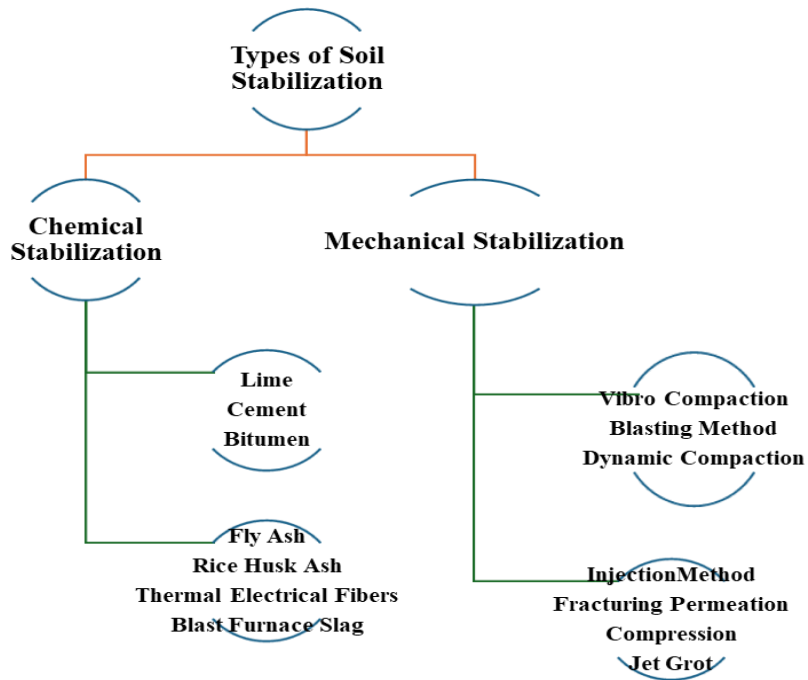 Types of Soil
Stabilization
Chemical
Stabilization
Mechanical Stabilization
Lime
Cement
Bitumen
Vibro Compaction
Blasting Method
Dynamic Compaction
Fly Ash
Rice Husk Ash
Thermal Electrical Fibers
Blast Furnace Slag
InjectionMethod
Fracturing Permeation
Compression
Jet Grot